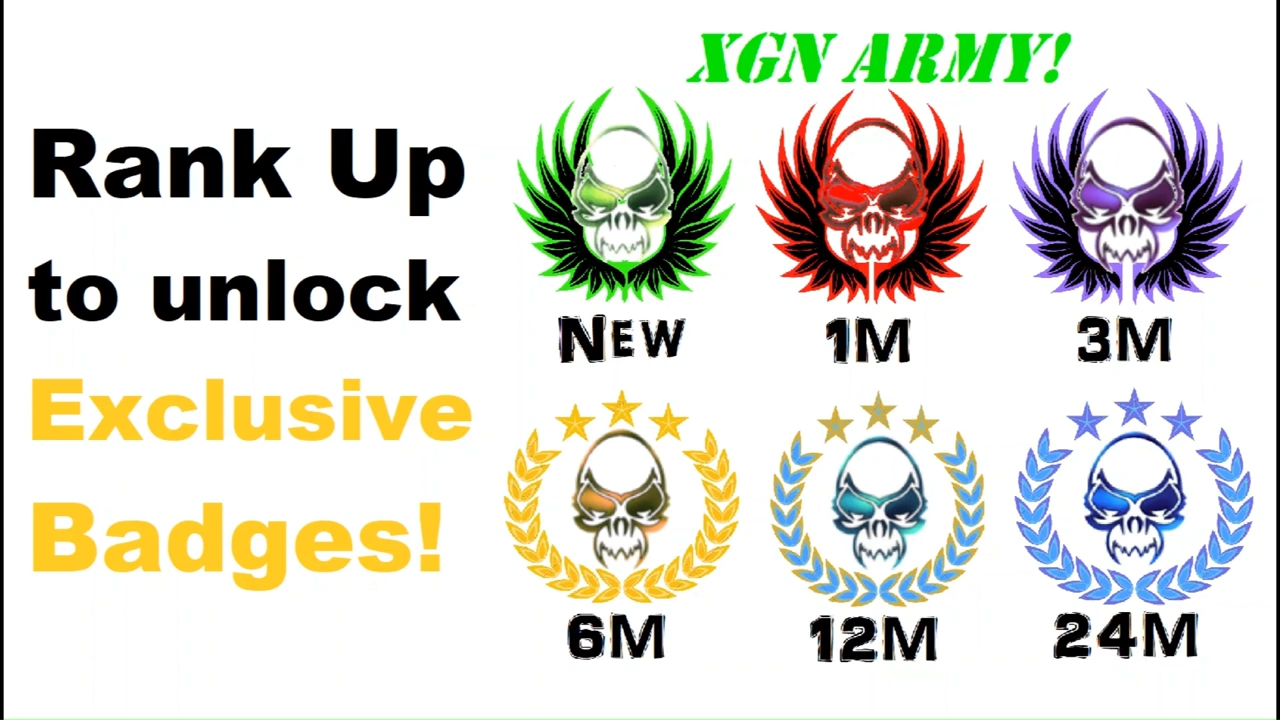 Rank Up
to unlock
Exclusive
Badges!
XGN ARMY!
NEW
1M
3M
6M
12M
24M